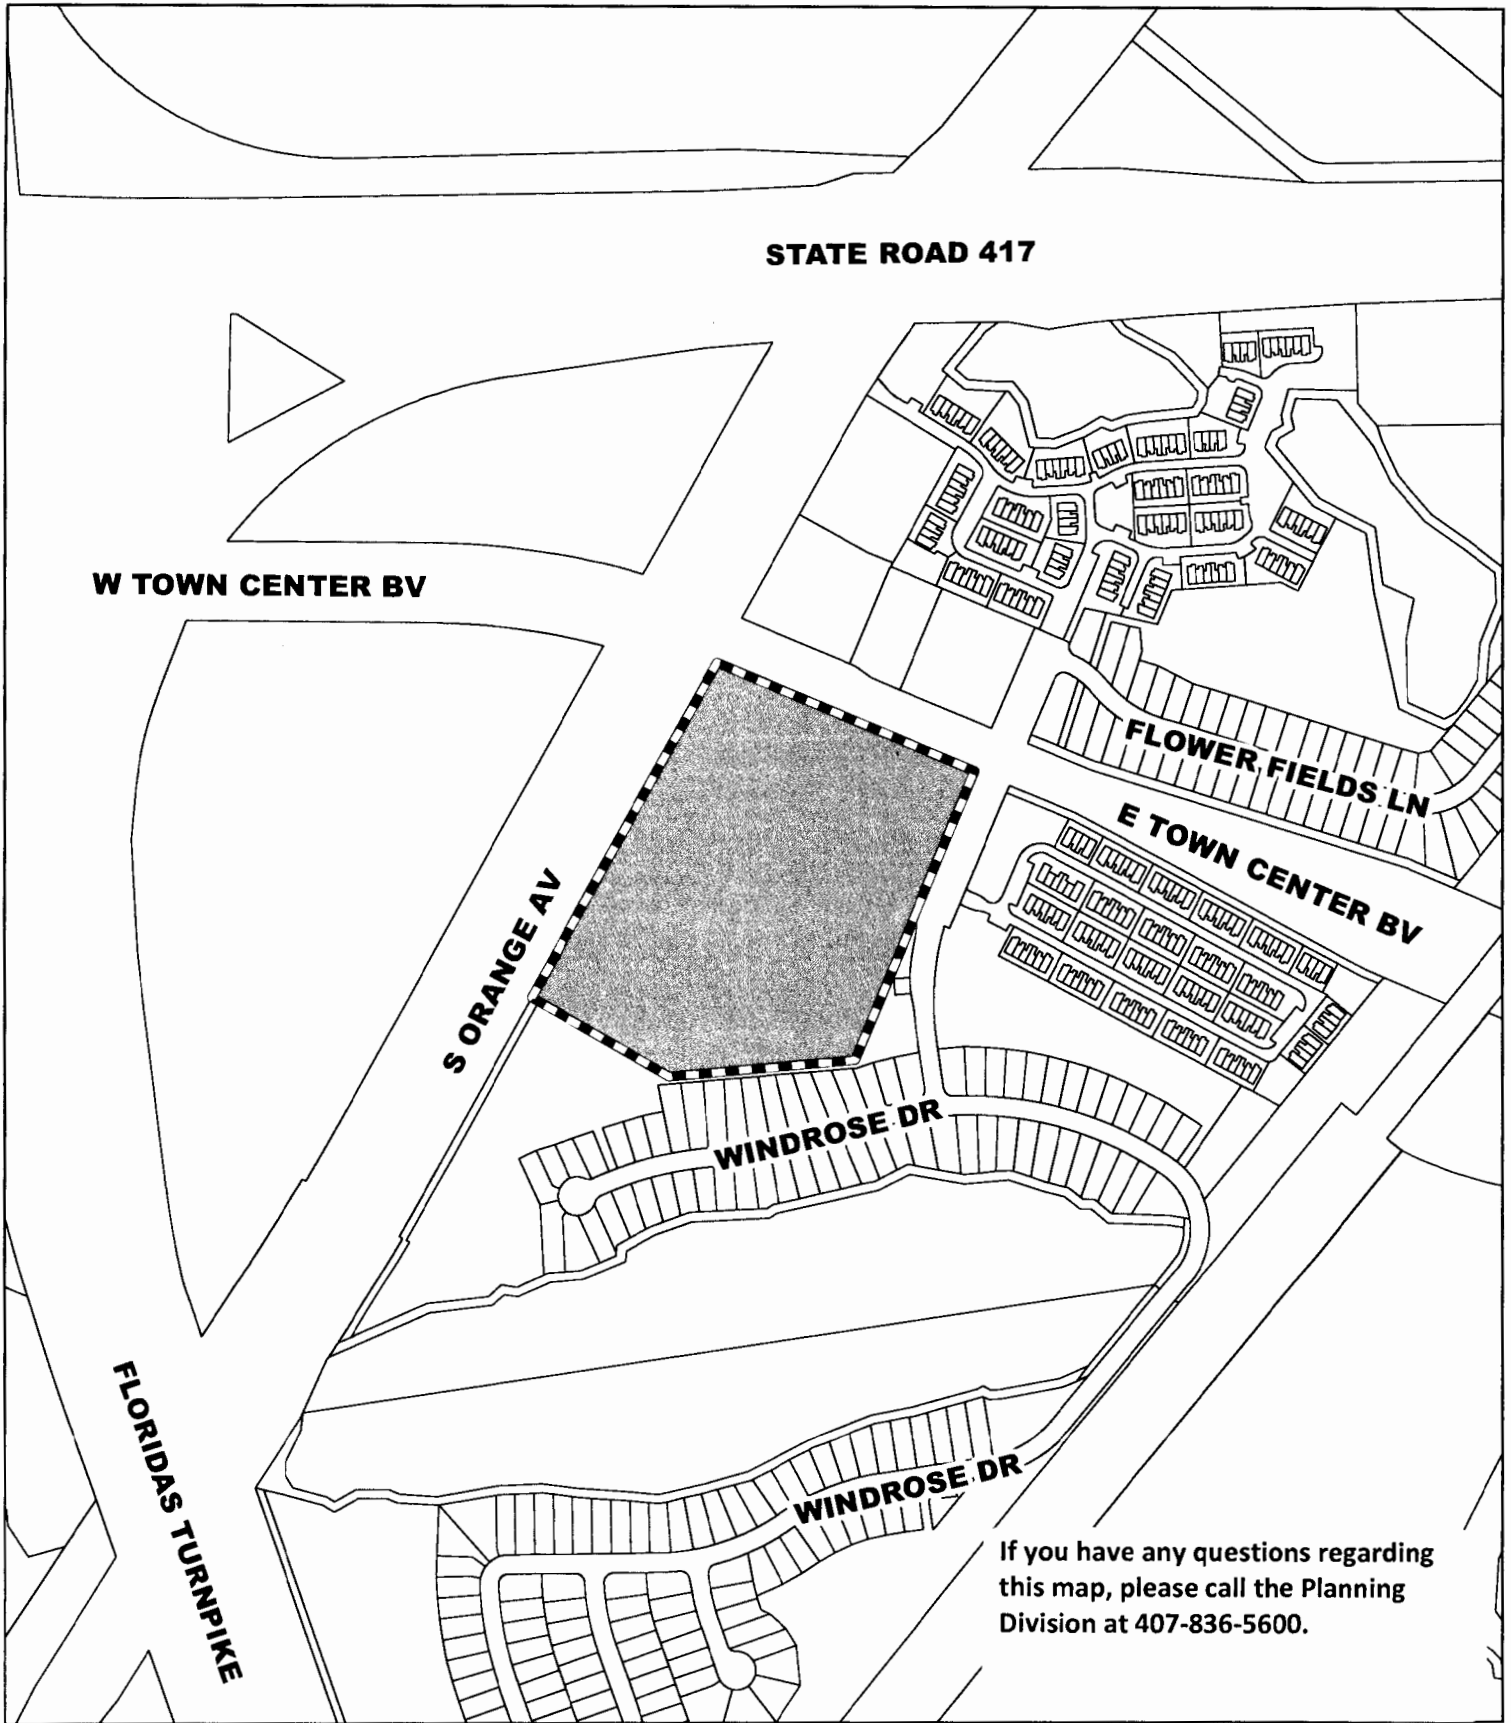 STATE ROAD 417
W TOWN CENTER BV
FLOWER FIELDS LN
E TOWN CENTER BV
S ORANGE AV
WINDROSE DR
FLORIDAS TURNPIKE
WINDROSE DR
If you have any questions regarding
this map, please call the Planning
Division at 407-836-5600.